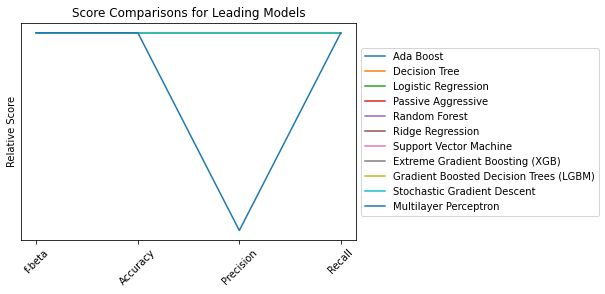 Score Comparisons for Leading Models
Relative Score
f-beta
Accuracy
Precision
Recall
Ada Boost
Decision Tree
Logistic Regression
Passive Aggressive
Random Forest
Ridge Regression
Support Vector Machine
Extreme Gradient Boosting (XGB)
Gradient Boosted Decision Trees (LGBM)
Stochastic Gradient Descent
Multilayer Perceptron